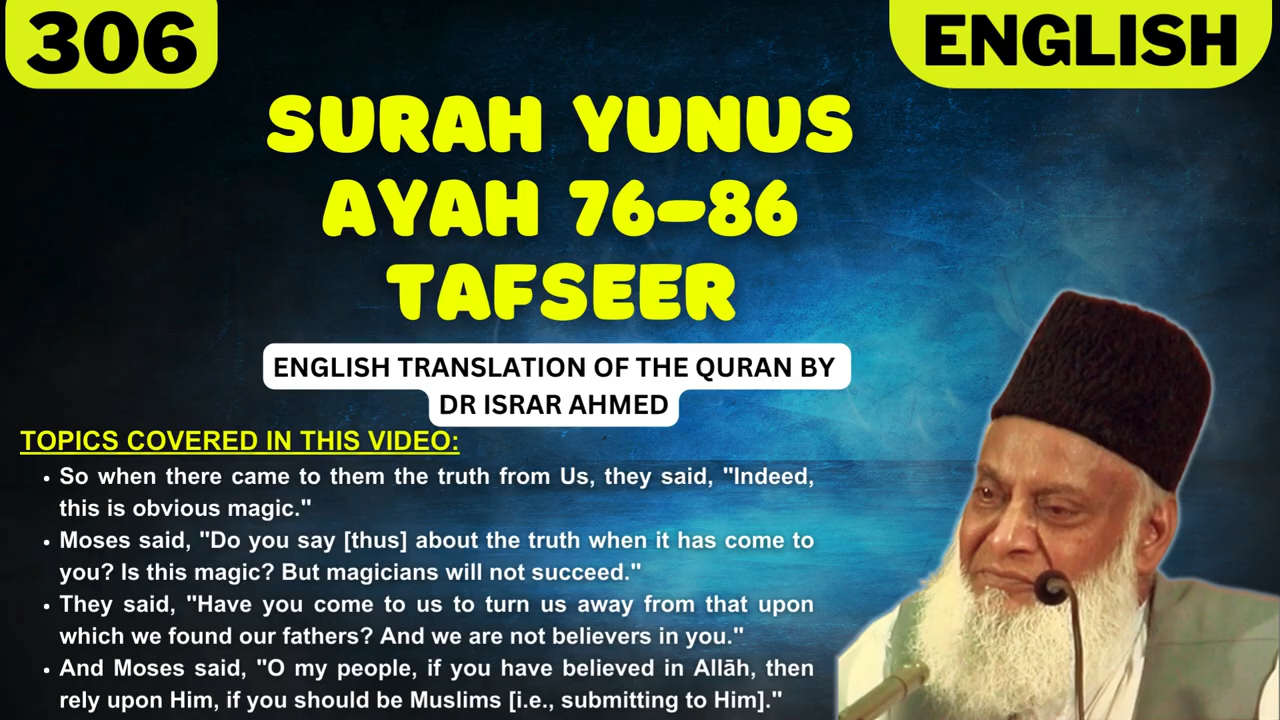 306
ENGLISH
SURAH YUNUS
AYAH 76–86
TAFSEER
ENGLISH TRANSLATION OF THE QURAN BY
DR ISRAR AHMED
TOPICS COVERED IN THIS VIDEO:
• So when there came to them the truth from Us, they said, "Indeed,
this is obvious magic."
• Moses said, "Do you say [thus] about the truth when it has come to
you? Is this magic? But magicians will not succeed."
• They said, "Have you come to us to turn us away from that upon
which we found our fathers? And we are not believers in you."
• And Moses said, "O my people, if you have believed in Allāh, then
rely upon Him, if you should be Muslims [i.e., submitting to Him]."